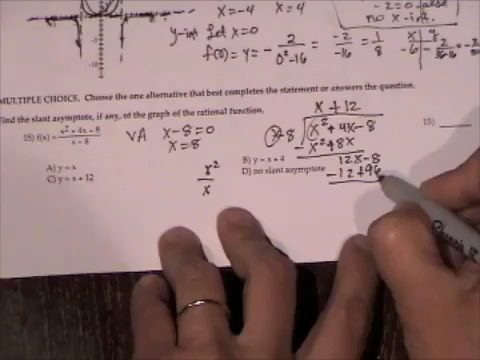 x=-4 x=4
-2=0 false
no x-int.
y-int let x=0
f(0)=y= - 2/(0²-16) = -2/-16 = 1/8
x y
-6
MULTIPLE CHOICE. Choose the one alternative that best completes the statement or answers the question.
Find the slant asymptote, if any, of the graph of the rational function.
15) f(x) = (x² + 4x - 8)/(x - 8)
15)
VA x-8=0
x=8
x+12
x-8 x²+4x-8
- x²+8x
12x-8
-12+96
x²
x
A) y = x
B) y = x + 4
C) y = x + 12
D) no slant asymptote